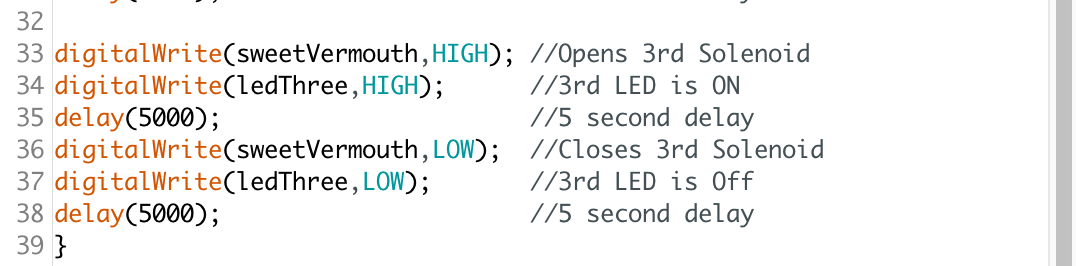 32
33 digitalWrite(sweetVermouth,HIGH); //Opens 3rd Solenoid
34 digitalWrite(ledThree,HIGH); //3rd LED is ON
35 delay(5000); //5 second delay
36 digitalWrite(sweetVermouth,LOW); //Closes 3rd Solenoid
37 digitalWrite(ledThree,LOW); //3rd LED is Off
38 delay(5000); //5 second delay
39 }